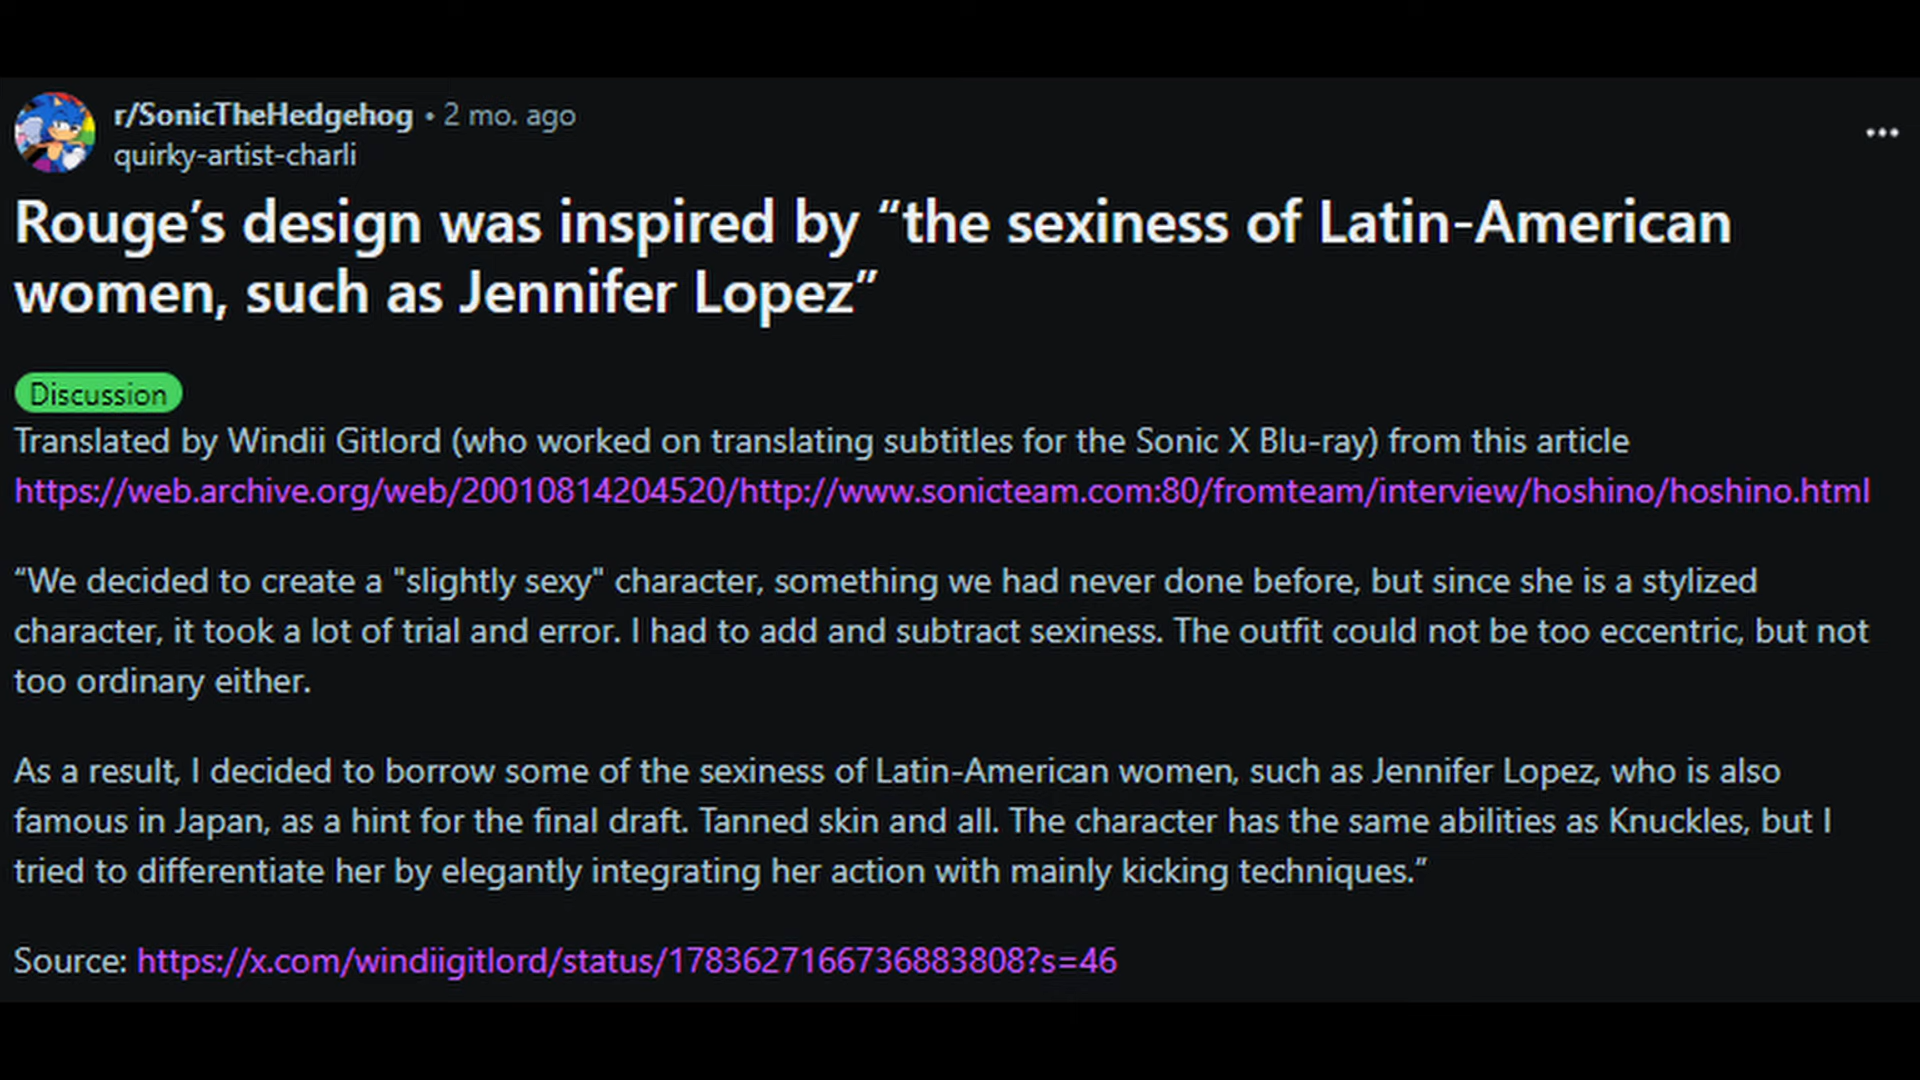 r/SonicTheHedgehog • 2 mo. ago
quirky-artist-charli
Rouge’s design was inspired by “the sexiness of Latin-American
women, such as Jennifer Lopez”
Discussion
Translated by Windii Gitlord (who worked on translating subtitles for the Sonic X Blu-ray) from this article
https://web.archive.org/web/20010814204520/http://www.sonicteam.com:80/fromteam/interview/hoshino/hoshino.html
“We decided to create a "slightly sexy" character, something we had never done before, but since she is a stylized
character, it took a lot of trial and error. I had to add and subtract sexiness. The outfit could not be too eccentric, but not
too ordinary either.
As a result, I decided to borrow some of the sexiness of Latin-American women, such as Jennifer Lopez, who is also
famous in Japan, as a hint for the final draft. Tanned skin and all. The character has the same abilities as Knuckles, but I
tried to differentiate her by elegantly integrating her action with mainly kicking techniques.”
Source: https://x.com/windiigitlord/status/1783627166736883808?s=46